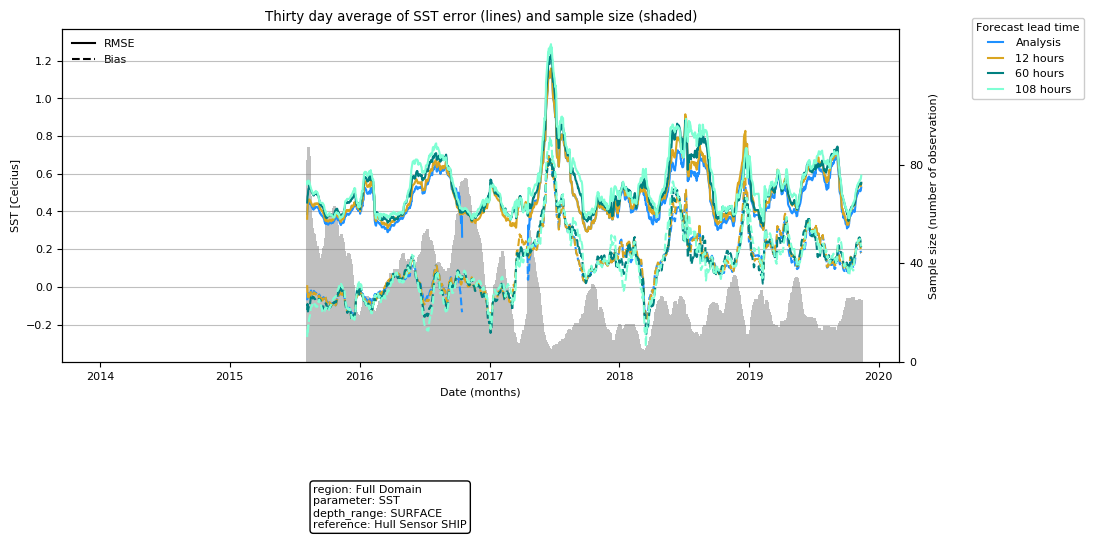 Thirty day average of SST error (lines) and sample size (shaded)
RMSE
Bias
Forecast lead time
Analysis
12 hours
60 hours
108 hours
SST [Celcius]
1.2
1.0
0.8
0.6
0.4
0.2
0.0
−0.2
Sample size (number of observation)
80
40
0
2014 2015 2016 2017 2018 2019 2020
Date (months)
region: Full Domain
parameter: SST
depth_range: SURFACE
reference: Hull Sensor SHIP